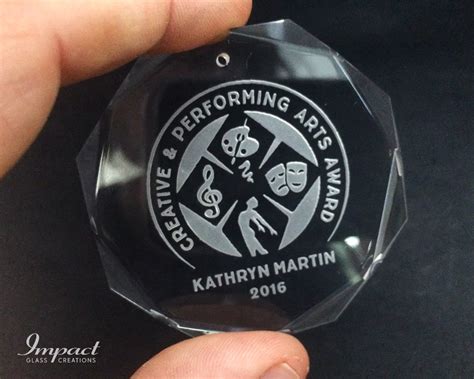 CREATIVE & PERFORMING ARTS AWARD
KATHRYN MARTIN
2016
Impact
GLASS CREATIONS